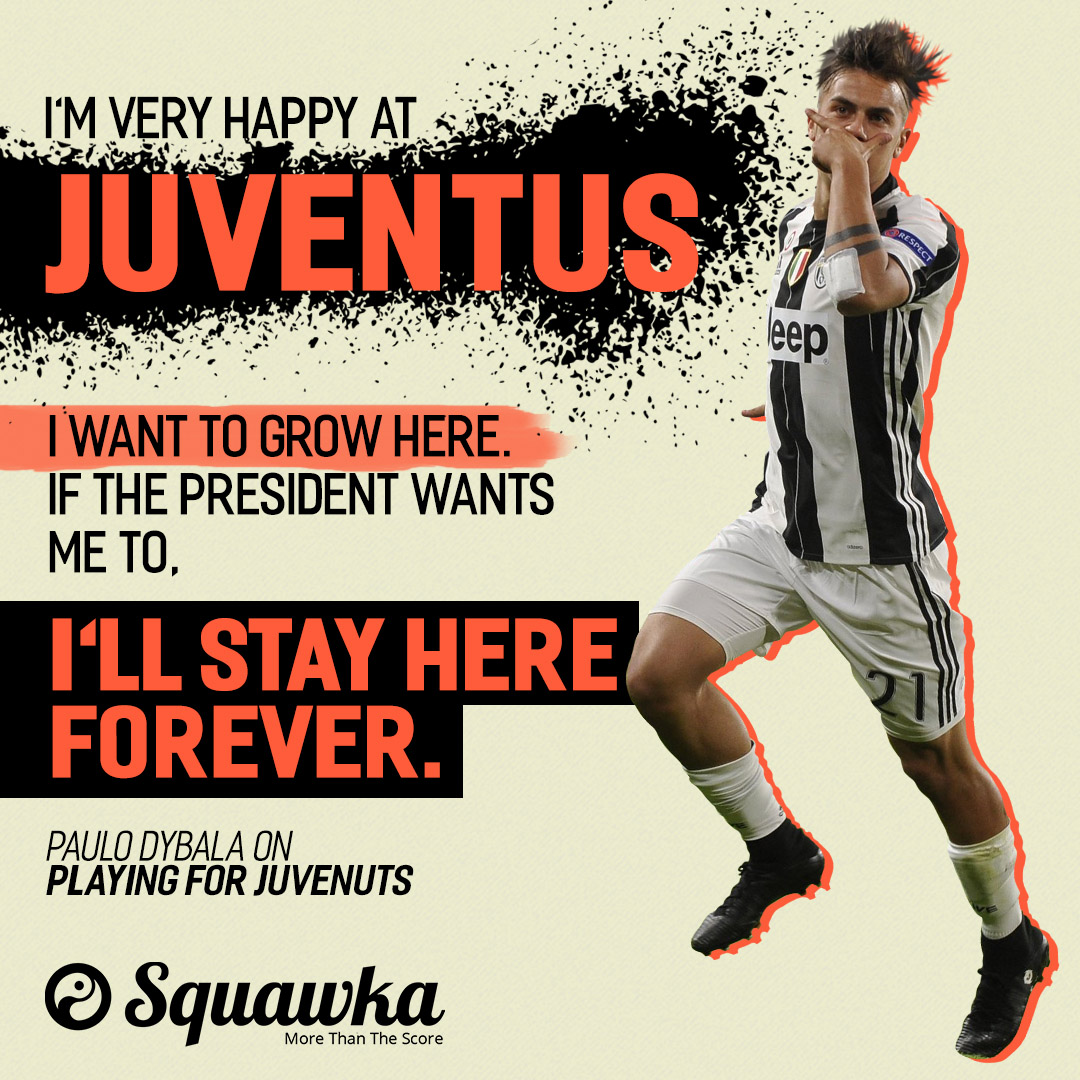 I'M VERY HAPPY AT
JUVENTUS
I WANT TO GROW HERE.
IF THE PRESIDENT WANTS
ME TO,
I'LL STAY HERE
FOREVER.
PAULO DYBALA ON
PLAYING FOR JUVENUTS
Squawka
More Than The Score
RESPECT
Jeep
adidas
21